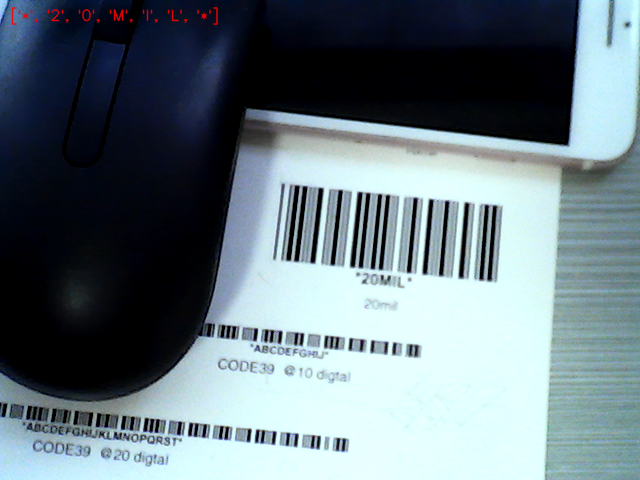 ['*', '2', '0', 'M', 'I', 'L', '*']
*20MIL*
20mil
*ABCDEFGHIJ*
CODE39 @10 digtal
*ABCDEFGHIJKLMNOPQRST*
CODE39 @20 digtal